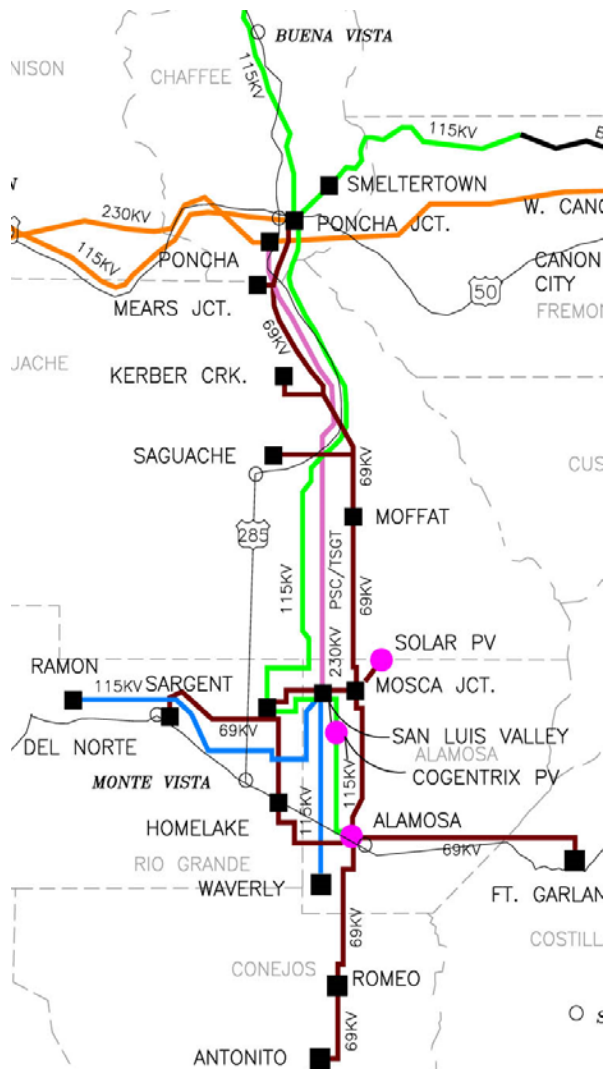 BUENA VISTA
NISON
CHAFFEE
115KV
115KV
SMELTERTOWN
230KV
PONCHA JCT.
W. CANO
115KV
PONCHA
CANON
CITY
50
MEARS JCT.
FREMON
69KV
UACHE
KERBER CRK.
SAGUACHE
69KV
CUS
MOFFAT
285
115KV
PSC/TSGT
69KV
230KV
SOLAR PV
RAMON
115KV
SARGENT
MOSCA JCT.
69KV
DEL NORTE
SAN LUIS VALLEY
ALAMOSA
MONTE VISTA
COGENTRIX PV
115KV
115KV
HOMELAKE
ALAMOSA
69KV
RIO GRANDE
WAVERLY
FT. GARLAN
69KV
COSTILL
CONEJOS
ROMEO
S
69KV
ANTONITO